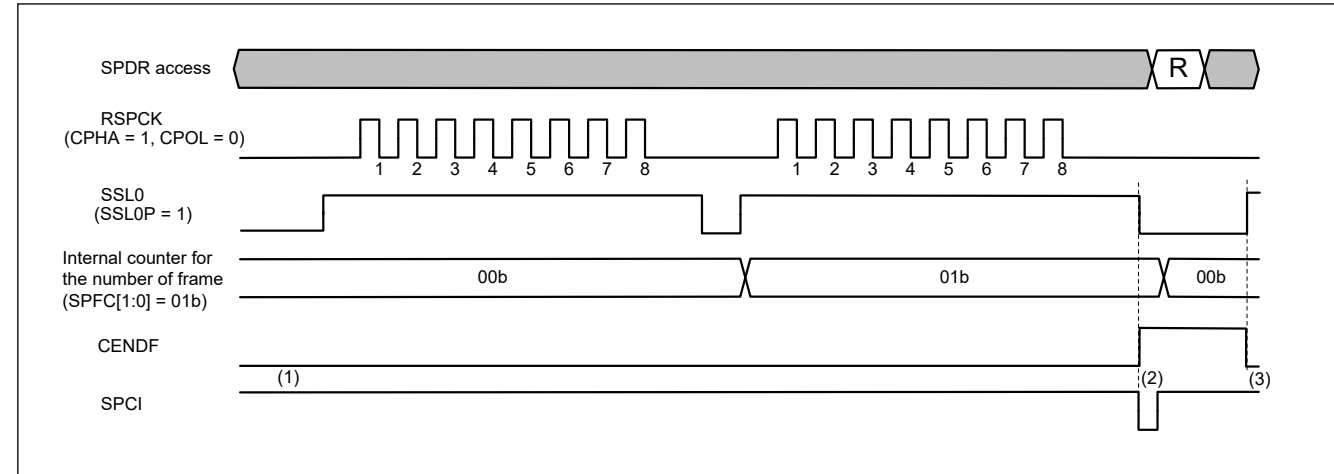 SPDR access
R
RSPCK
(CPHA = 1, CPOL = 0)
1 2 3 4 5 6 7 8 1 2 3 4 5 6 7 8
SSL0
(SSL0P = 1)
Internal counter for
the number of frame
(SPFC[1:0] = 01b)
00b 01b 00b
CENDF
(1) (2) (3)
SPCI